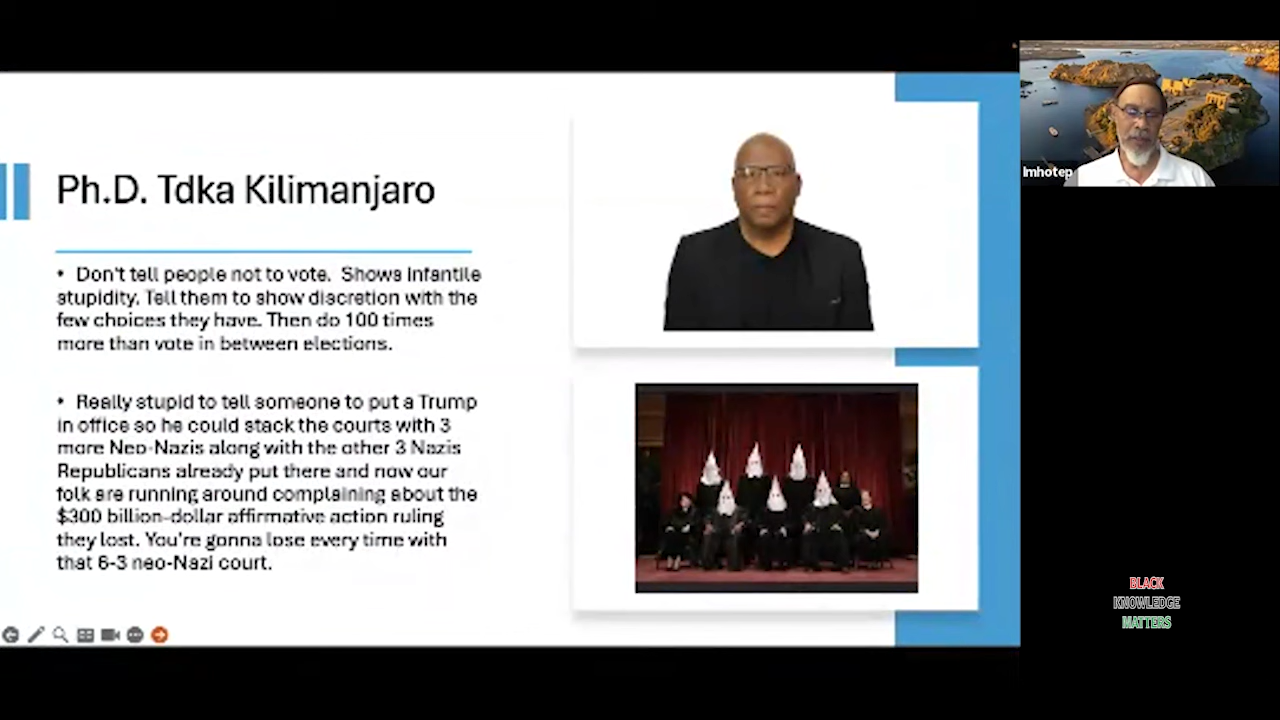 Ph.D. Tdka Kilimanjaro
• Don't tell people not to vote. Shows infantile
stupidity. Tell them to show discretion with the
few choices they have. Then do 100 times
more than vote in between elections.
• Really stupid to tell someone to put a Trump
in office so he could stack the courts with 3
more Neo-Nazis along with the other 3 Nazis
Republicans already put there and now our
folk are running around complaining about the
$300 billion-dollar affirmative action ruling
they lost. You're gonna lose every time with
that 6-3 neo-Nazi court.
Imhotep
BLACK
KNOWLEDGE
MATTERS